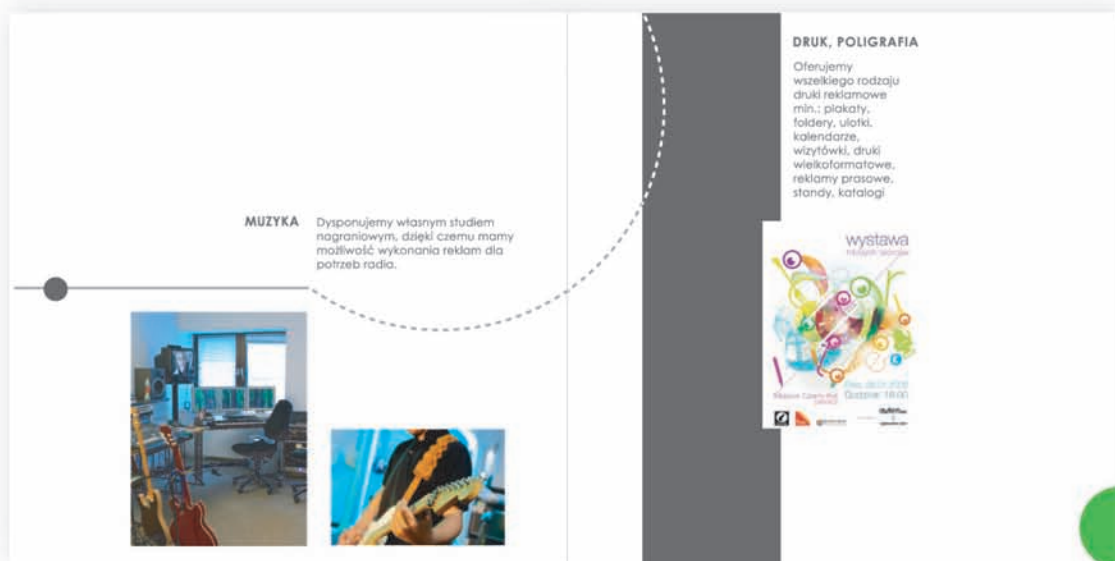 MUZYKA
Dysponujemy własnym studiem
nagraniowym, dzięki czemu mamy
możliwość wykonania reklam dla
potrzeb radia.
DRUK, POLIGRAFIA
Oferujemy
wszelkiego rodzaju
druki reklamowe
min.: plakaty,
foldery, ulotki,
kalendarze,
wizytówki, druki
wielkoformatowe,
reklamy prasowe,
standy, katalogi
wystawa
Godzina: 18:00